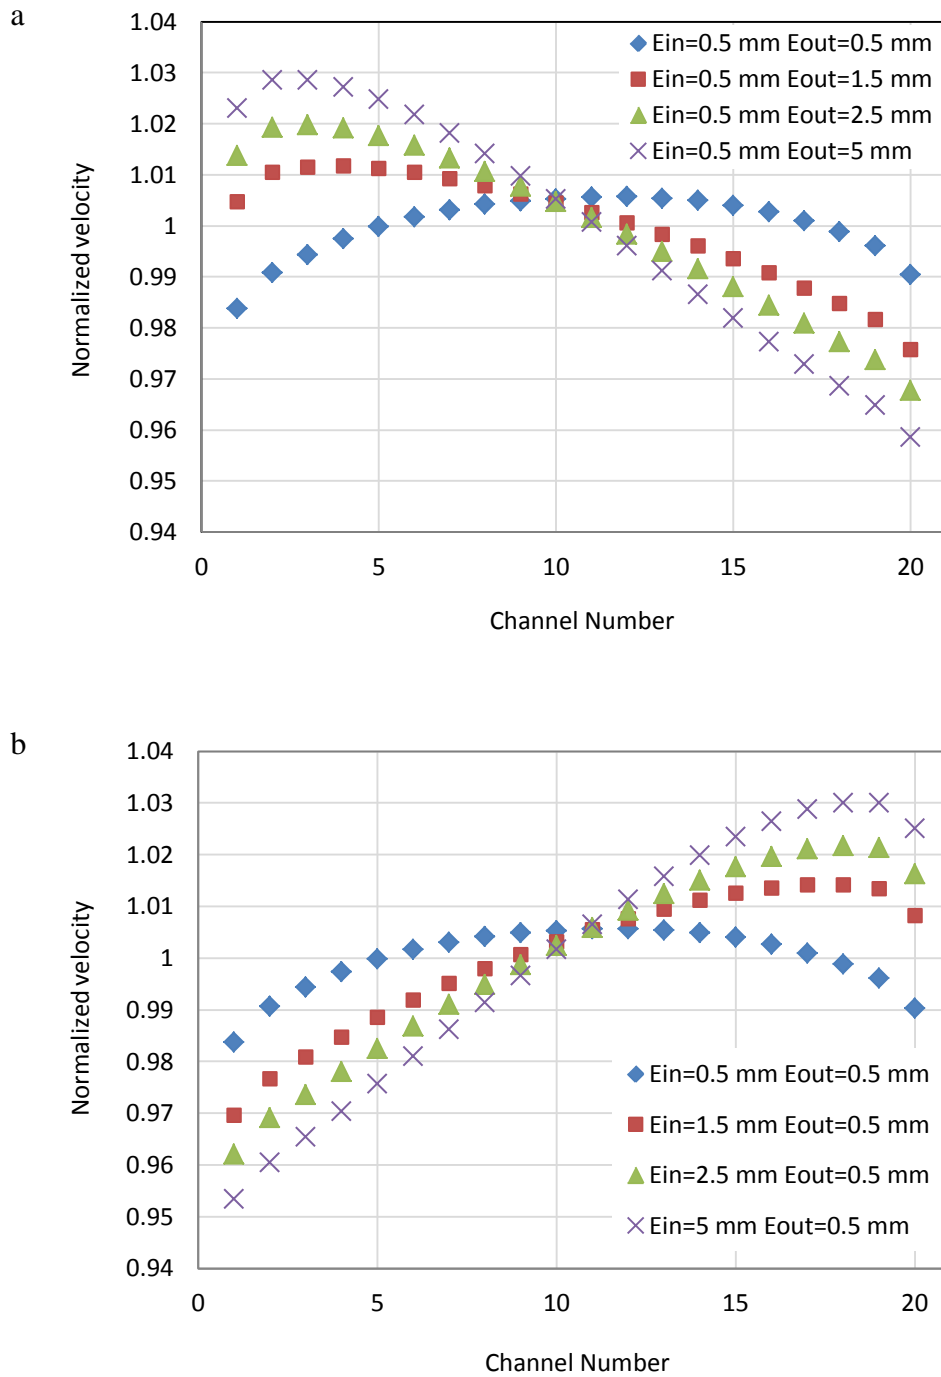 a
1.04
1.03
1.02
1.01
1
0.99
0.98
0.97
0.96
0.95
0.94
Normalized velocity
Ein=0.5 mm Eout=0.5 mm
Ein=0.5 mm Eout=1.5 mm
Ein=0.5 mm Eout=2.5 mm
Ein=0.5 mm Eout=5 mm
0 5 10 15 20
Channel Number
b
1.04
1.03
1.02
1.01
1
0.99
0.98
0.97
0.96
0.95
0.94
Normalized velocity
Ein=0.5 mm Eout=0.5 mm
Ein=1.5 mm Eout=0.5 mm
Ein=2.5 mm Eout=0.5 mm
Ein=5 mm Eout=0.5 mm
0 5 10 15 20
Channel Number